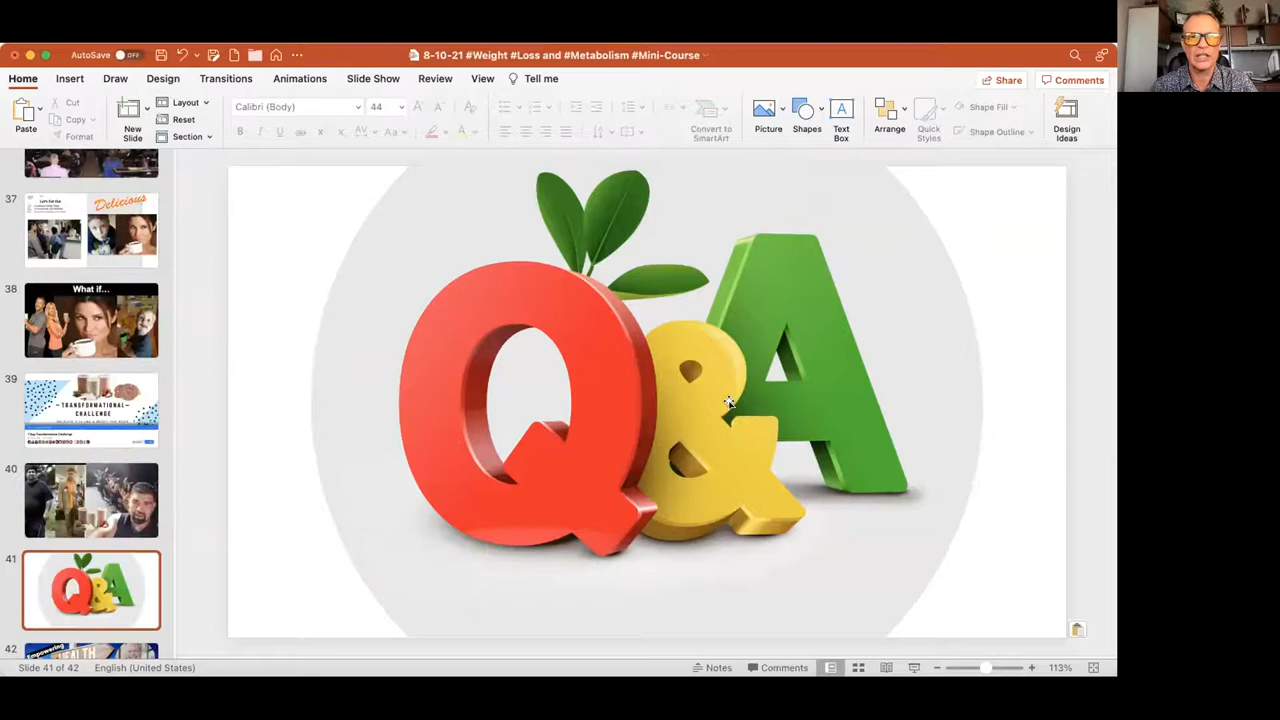 AutoSave OFF
8-10-21 #Weight #Loss and #Metabolism #Mini-Course
Home Insert Draw Design Transitions Animations Slide Show Review View Tell me
Share Comments
Paste
Cut
Copy
Format
New
Slide
Layout
Reset
Section
Calibri (Body) 44
Convert to
SmartArt
Picture
Shapes
Text
Box
Arrange
Quick
Styles
Shape Fill
Shape Outline
Design
Ideas
37
Delicious
38
What if...
39
TRANSFORMATIONAL
CHALLENGE
40
41
Q&A
42
Empowering
HEALTH
Q&A
Slide 41 of 42 English (United States) Notes Comments 113%